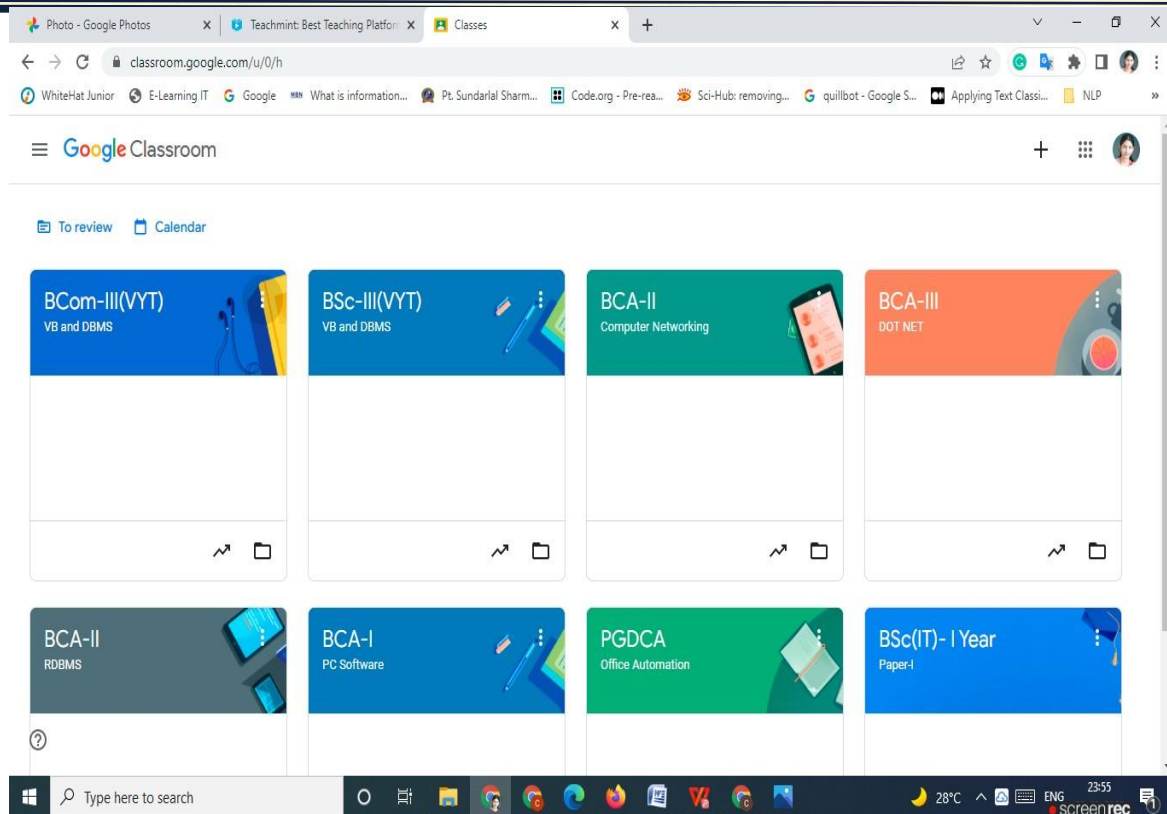 Photo - Google Photos
Teachmint: Best Teaching Platfor
Classes
classroom.google.com/u/0/h
WhiteHat Junior E-Learning IT Google What is information... Pt. Sundarlal Sharm... Code.org - Pre-rea... Sci-Hub: removing... quillbot - Google S... Applying Text Classi... NLP »
Google Classroom
To review Calendar
BCom-III(VYT)
VB and DBMS
BSc-III(VYT)
VB and DBMS
BCA-II
Computer Networking
BCA-III
DOT NET
BCA-II
RDBMS
BCA-I
PC Software
PGDCA
Office Automation
BSc(IT)- I Year
Paper-I
Type here to search
28°C ENG 23:55
screenrec
1